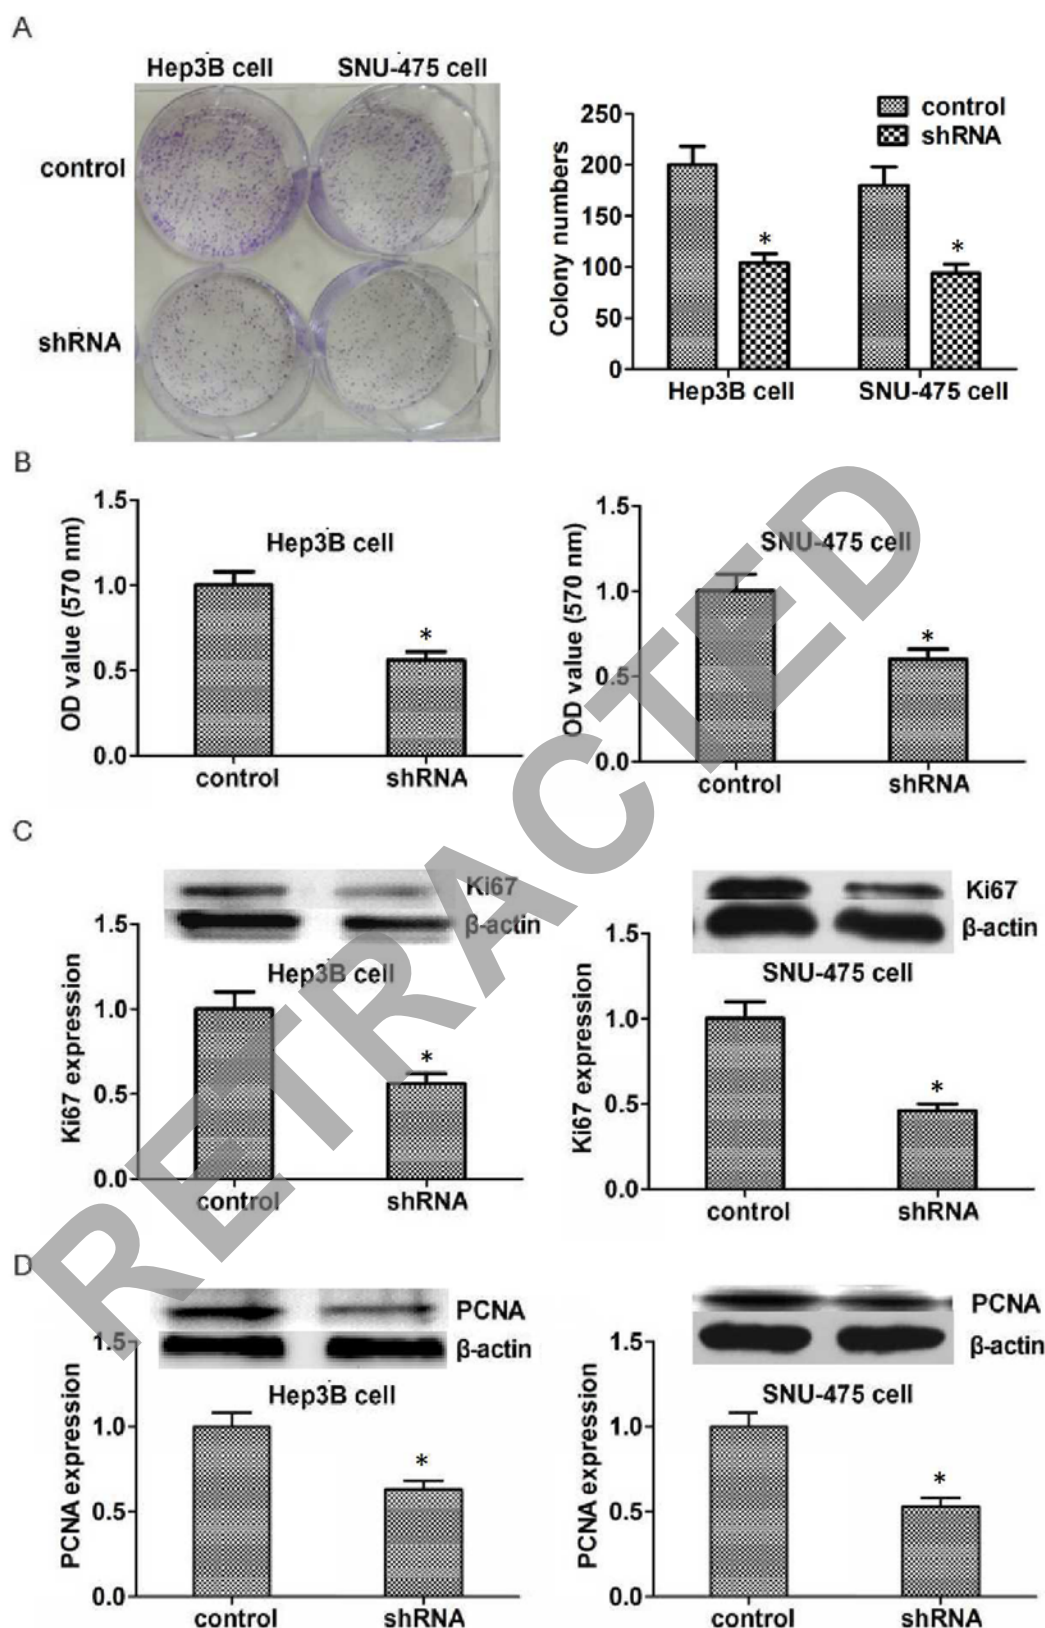 A
Hep3B cell SNU-475 cell
control
shRNA
control
shRNA
Colony numbers
250
200
150
100
50
0
*
*
Hep3B cell SNU-475 cell
B
OD value (570 nm)
1.5
1.0
0.5
0.0
Hep3B cell
*
control shRNA
OD value (570 nm)
1.5
1.0
0.5
0.0
SNU-475 cell
*
control shRNA
C
Ki67
β-actin
Ki67 expression
1.5
1.0
0.5
0.0
Hep3B cell
*
control shRNA
Ki67
β-actin
Ki67 expression
1.5
1.0
0.5
0.0
SNU-475 cell
*
control shRNA
D
PCNA
β-actin
PCNA expression
1.5
1.0
0.5
0.0
Hep3B cell
*
control shRNA
PCNA
β-actin
PCNA expression
1.5
1.0
0.5
0.0
SNU-475 cell
*
control shRNA
RETRACTED